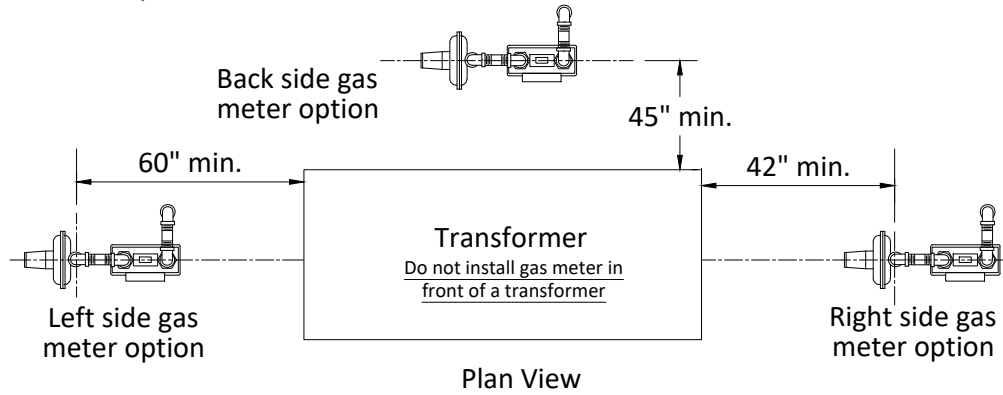 Back side gas
meter option
45" min.
60" min.
42" min.
Transformer
Do not install gas meter in
front of a transformer
Left side gas
meter option
Right side gas
meter option
Plan View